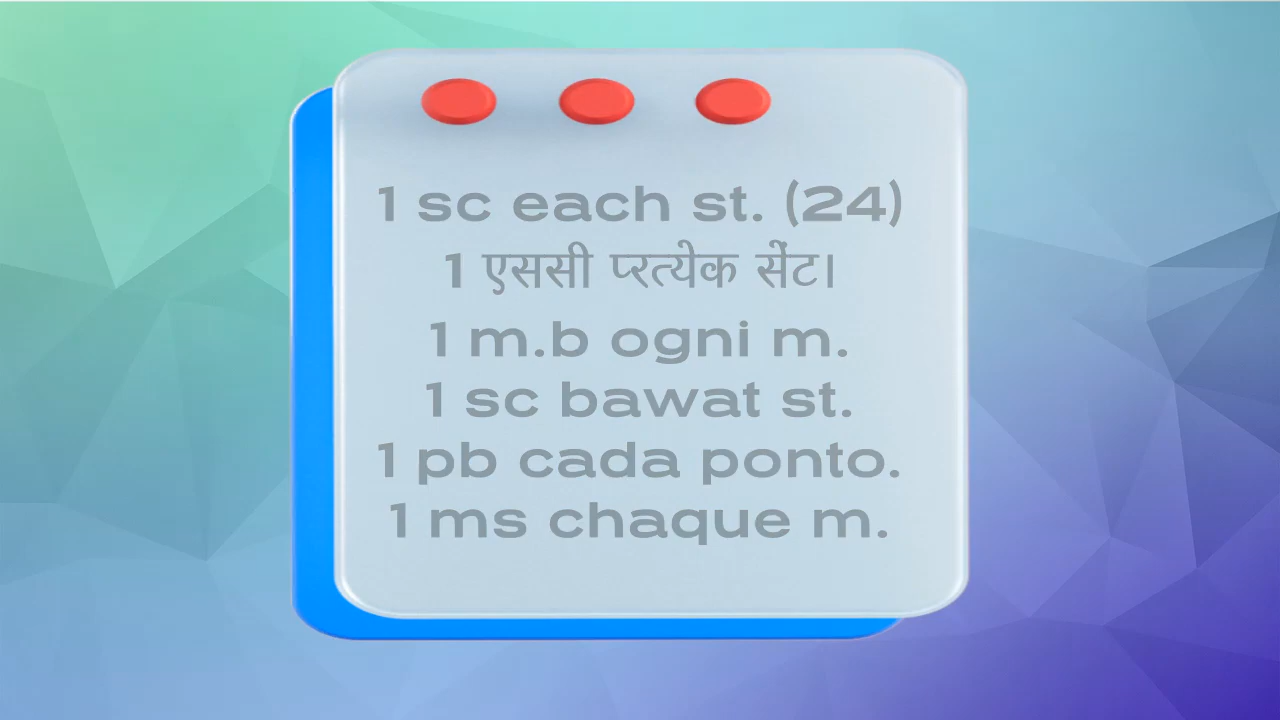 1 sc each st. (24)
1 एससी प्रत्येक सेंट।
1 m.b ogni m.
1 sc bawat st.
1 pb cada ponto.
1 ms chaque m.